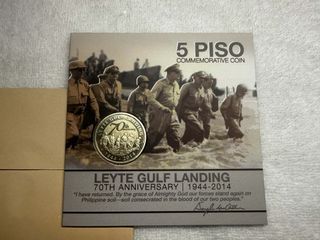 5 PISO
COMMEMORATIVE COIN
70
LEYTE GULF LANDING
70TH ANNIVERSARY | 1944-2014
"I have returned. By the grace of Almighty God our forces stand again on
Philippine soil—soil consecrated in the blood of our two peoples."